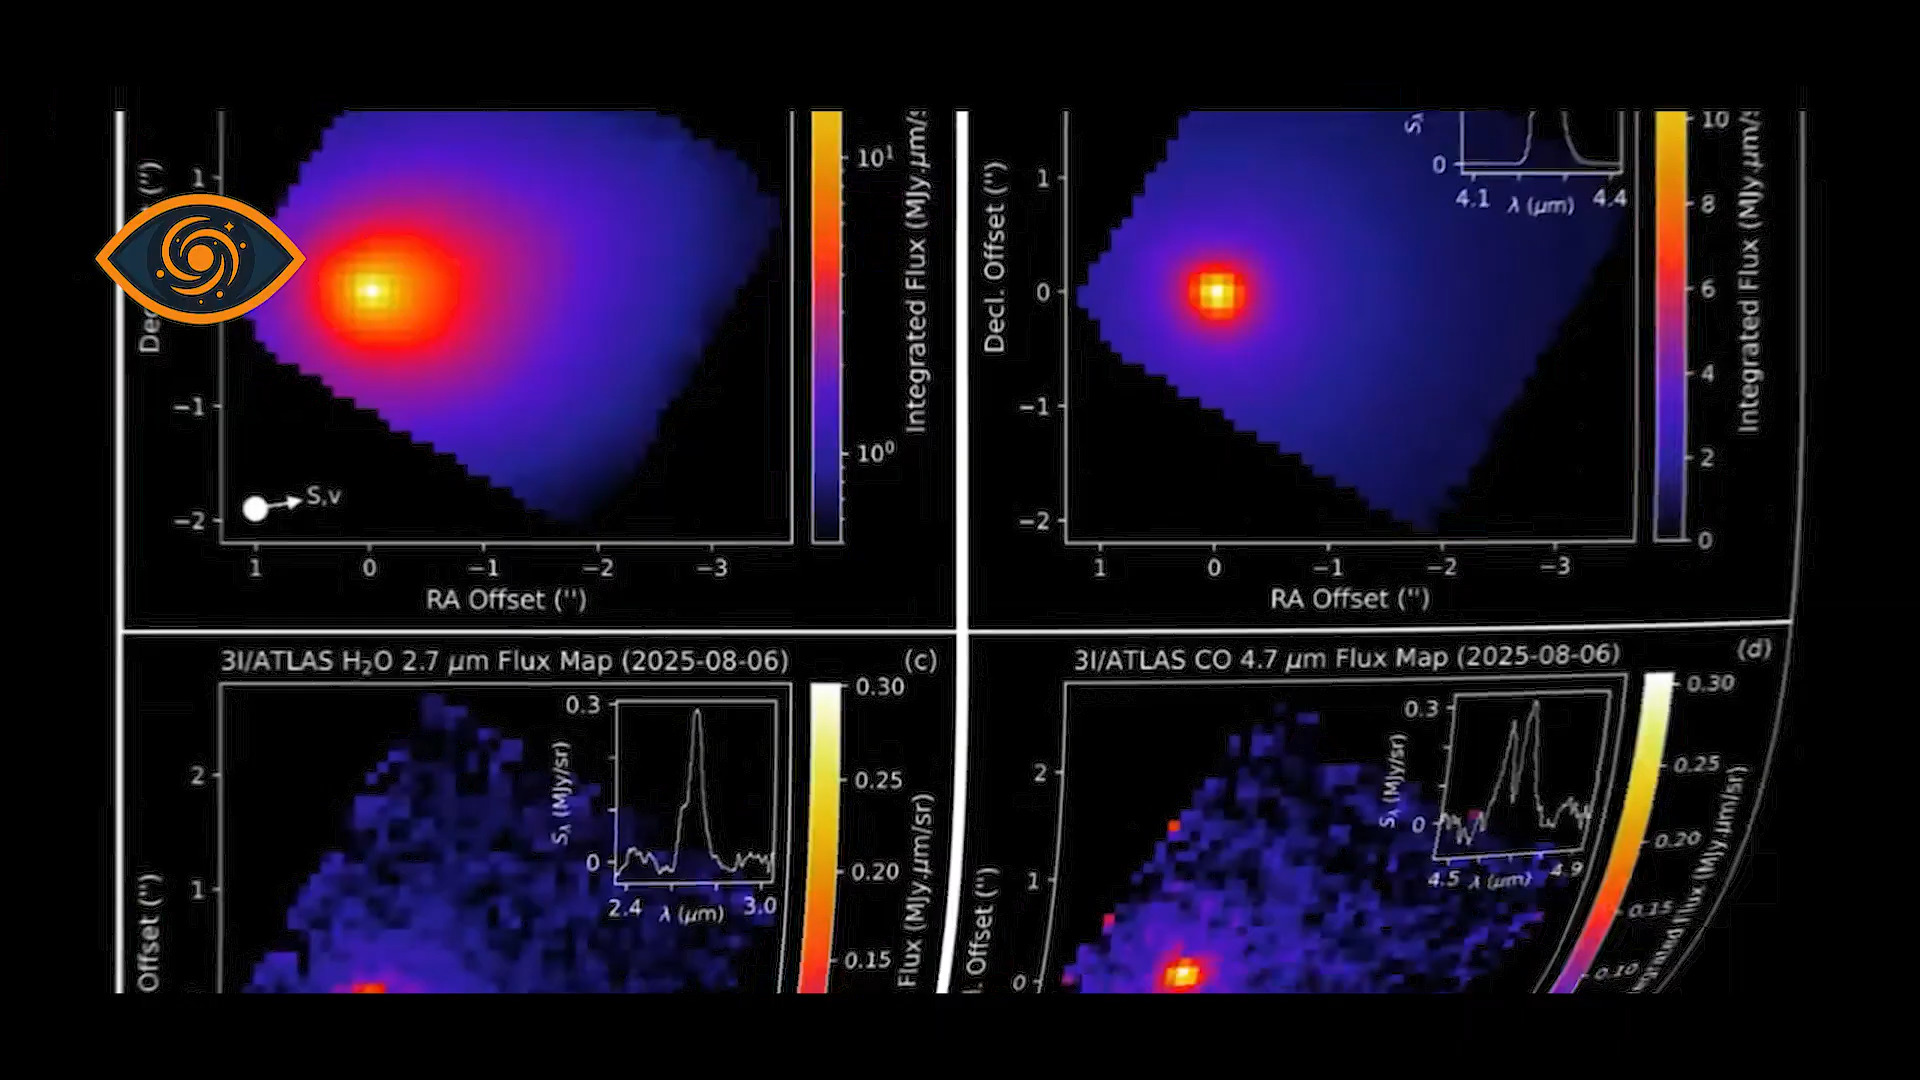 Decl. Offset ('')
1
0
−1
−2
S,v
1
0
−1
−2
−3
RA Offset ('')
10¹
10⁰
Integrated Flux (MJy μm/s
1
−1
−2
Sλ
0
4.1
4.4
λ (μm)
1
0
−1
−2
−3
RA Offset ('')
10
8
6
4
2
0
Integrated Flux (MJy μm/s
3I/ATLAS H₂O 2.7 μm Flux Map (2025-08-06)
(c)
2
1
Offset ('')
0.3
0
Sλ (MJy/sr)
2.4
3.0
λ (μm)
0.30
0.25
0.20
0.15
Flux (MJy μm/sr)
3I/ATLAS CO 4.7 μm Flux Map (2025-08-06)
(d)
2
1
0
l. Offset ('')
0.3
0
Sλ (MJy/sr)
4.5
4.9
λ (μm)
0.30
0.25
0.20
0.15
0.10
Flux (MJy μm/sr)